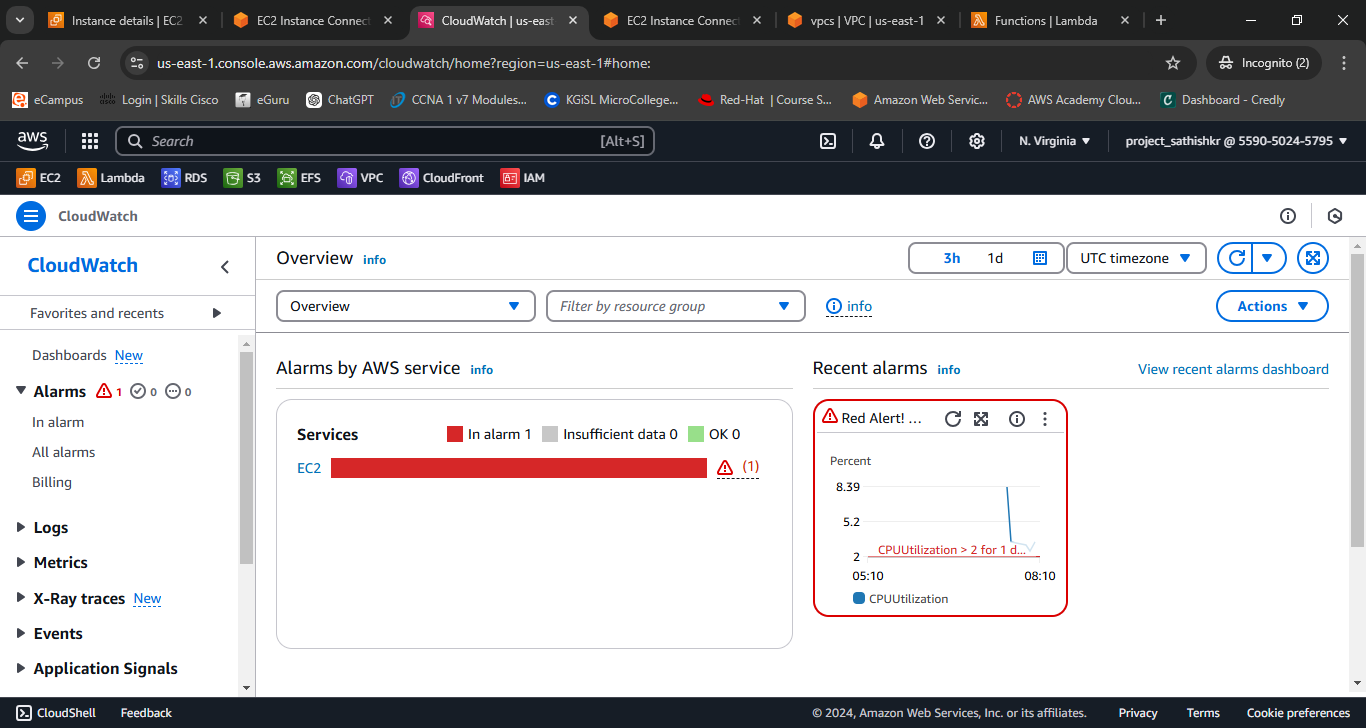 Instance details | EC2
EC2 Instance Connect
CloudWatch | us-east
EC2 Instance Connect
vpcs | VPC | us-east-1
Functions | Lambda
us-east-1.console.aws.amazon.com/cloudwatch/home?region=us-east-1#home:
Incognito (2)
eCampus
Login | Skills Cisco
eGuru
ChatGPT
CCNA 1 v7 Modules...
KGiSL MicroCollege...
Red-Hat | Course S...
Amazon Web Servic...
AWS Academy Clou...
Dashboard - Credly
aws
Search
[Alt+S]
N. Virginia
project_sathishkr @ 5590-5024-5795
EC2
Lambda
RDS
S3
EFS
VPC
CloudFront
IAM
CloudWatch
CloudWatch
Favorites and recents
Dashboards New
Alarms 1 0 0
In alarm
All alarms
Billing
Logs
Metrics
X-Ray traces New
Events
Application Signals
Overview info
3h 1d
UTC timezone
Overview
Filter by resource group
info
Actions
Alarms by AWS service info
Services
In alarm 1
Insufficient data 0
OK 0
EC2
(1)
Recent alarms info
View recent alarms dashboard
Red Alert! ...
Percent
8.39
5.2
CPUUtilization > 2 for 1 d...
2
05:10
08:10
CPUUtilization
CloudShell
Feedback
© 2024, Amazon Web Services, Inc. or its affiliates.
Privacy
Terms
Cookie preferences